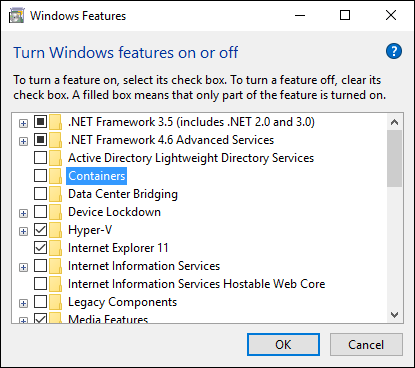 Windows Features
Turn Windows features on or off
?
To turn a feature on, select its check box. To turn a feature off, clear its
check box. A filled box means that only part of the feature is turned on.
.NET Framework 3.5 (includes .NET 2.0 and 3.0)
.NET Framework 4.6 Advanced Services
Active Directory Lightweight Directory Services
Containers
Data Center Bridging
Device Lockdown
Hyper-V
Internet Explorer 11
Internet Information Services
Internet Information Services Hostable Web Core
Legacy Components
Media Features
OK
Cancel